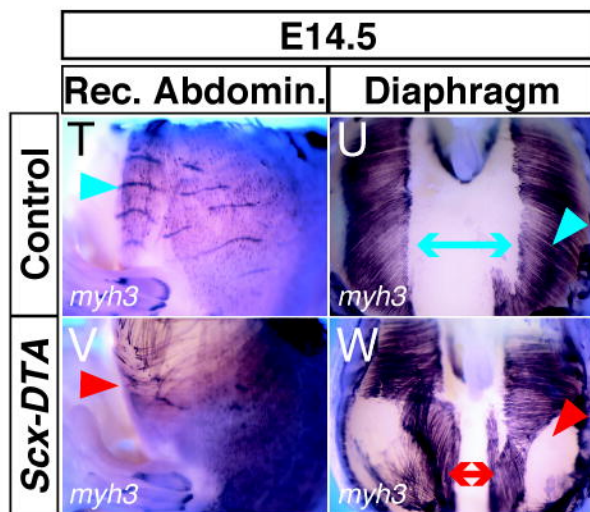 E14.5
Rec. Abdomin. Diaphragm
Control
T
U
myh3
myh3
Scx-DTA
V
W
myh3
myh3